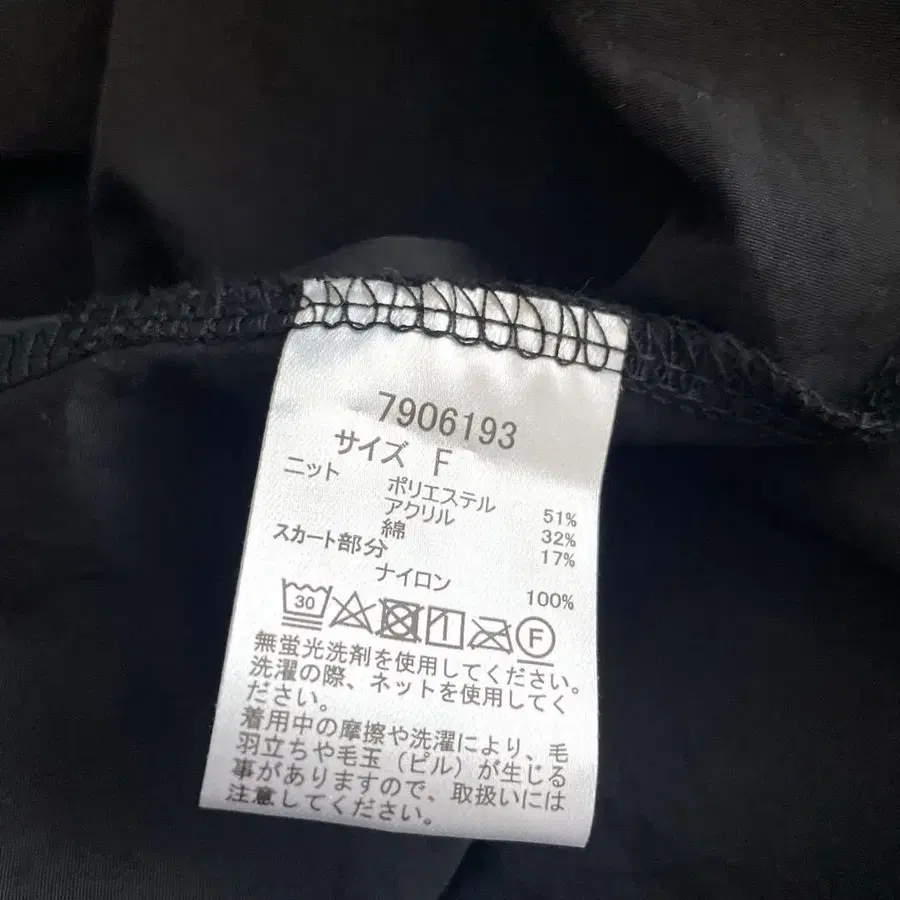 7906193
サイズ F
ニット
ポリエステル 51%
アクリル 32%
綿 17%
スカート部分
ナイロン 100%
30 F
無蛍光洗剤を使用してください。
洗濯の際、ネットを使用してく
ださい。
着用中の摩擦や洗濯により、毛
羽立ちや毛玉（ピル）が生じる
事がありますので、取扱いには
注意してください。